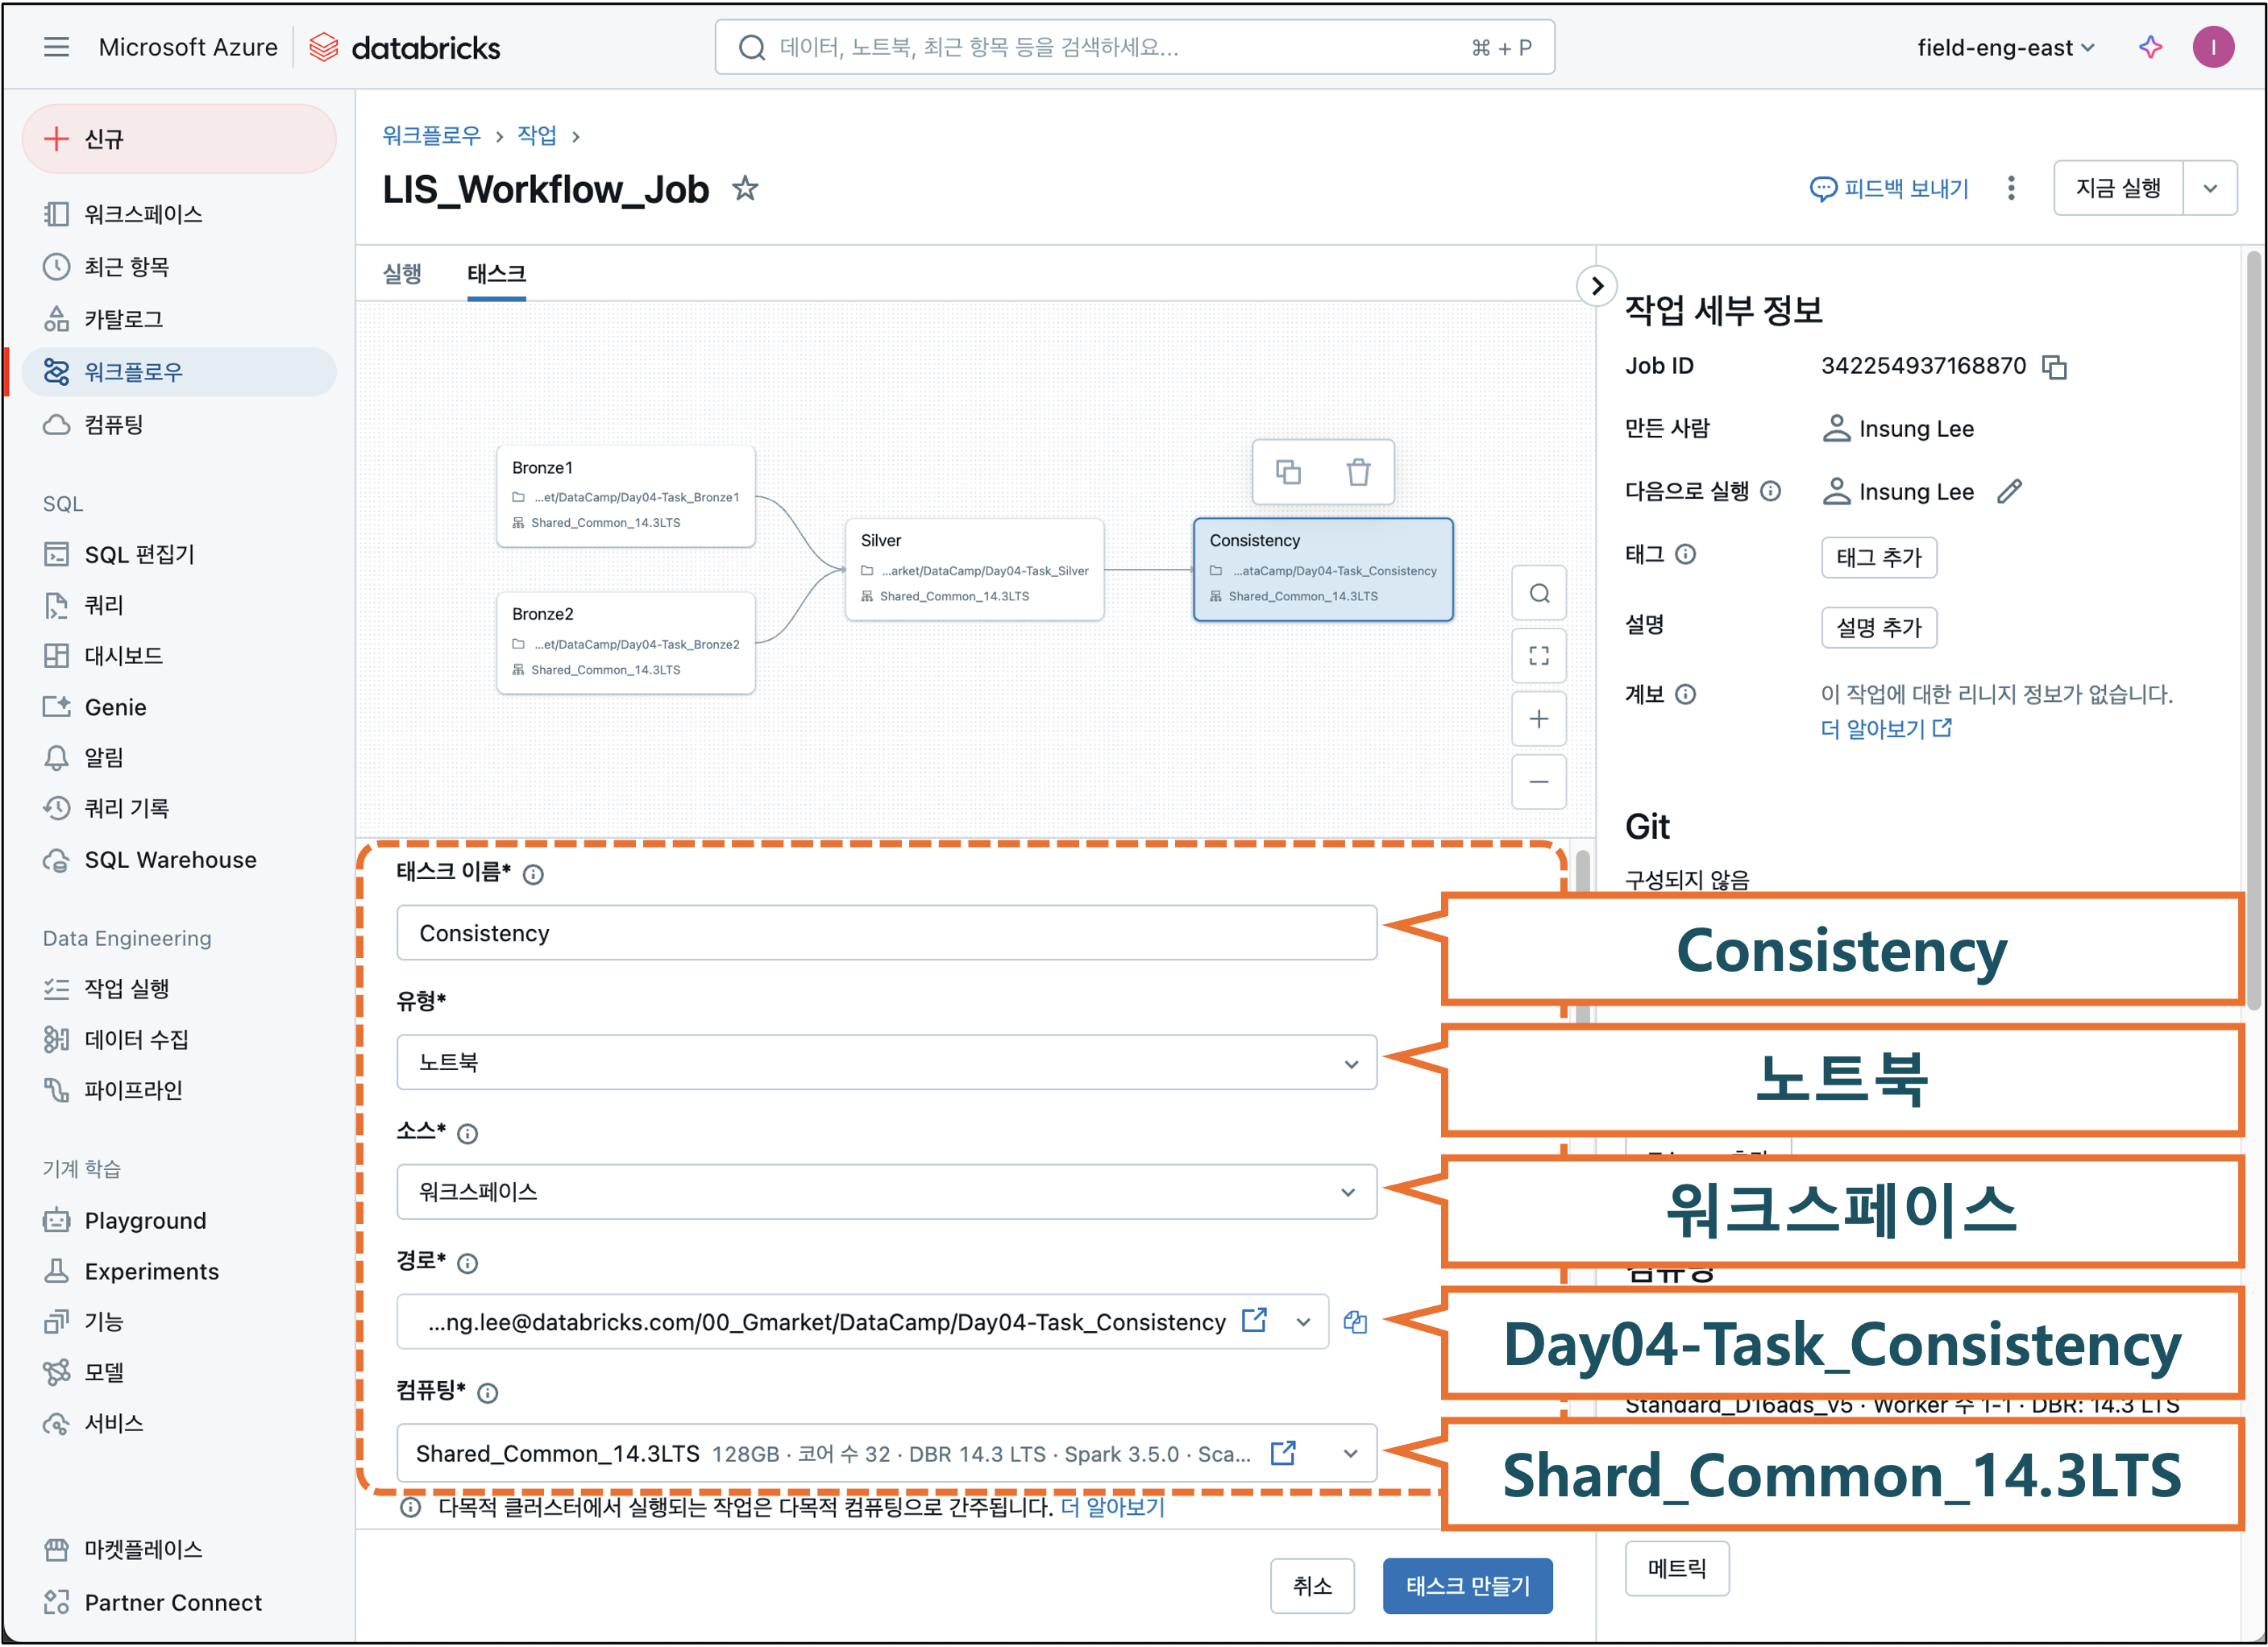 Microsoft Azure
databricks
데이터, 노트북, 최근 항목 등을 검색하세요...
⌘ + P
field-eng-east
I
신규
워크스페이스
최근 항목
카탈로그
워크플로우
컴퓨팅
SQL
SQL 편집기
쿼리
대시보드
Genie
알림
쿼리 기록
SQL Warehouse
Data Engineering
작업 실행
데이터 수집
파이프라인
기계 학습
Playground
Experiments
기능
모델
서비스
마켓플레이스
Partner Connect
워크플로우 › 작업 ›
LIS_Workflow_Job
피드백 보내기
지금 실행
실행
태스크
Bronze1
...et/DataCamp/Day04-Task_Bronze1
Shared_Common_14.3LTS
Bronze2
...et/DataCamp/Day04-Task_Bronze2
Shared_Common_14.3LTS
Silver
...arket/DataCamp/Day04-Task_Silver
Shared_Common_14.3LTS
Consistency
...ataCamp/Day04-Task_Consistency
Shared_Common_14.3LTS
태스크 이름*
Consistency
유형*
노트북
소스*
워크스페이스
경로*
...ng.lee@databricks.com/00_Gmarket/DataCamp/Day04-Task_Consistency
컴퓨팅*
Shared_Common_14.3LTS 128GB · 코어 수 32 · DBR 14.3 LTS · Spark 3.5.0 · Sca...
다목적 클러스터에서 실행되는 작업은 다목적 컴퓨팅으로 간주됩니다. 더 알아보기
취소
태스크 만들기
작업 세부 정보
Job ID
342254937168870
만든 사람
Insung Lee
다음으로 실행
Insung Lee
태그
태그 추가
설명
설명 추가
계보
이 작업에 대한 리니지 정보가 없습니다.
더 알아보기
Git
구성되지 않음
Consistency
노트북
워크스페이스
컴퓨팅
Day04-Task_Consistency
Standard_D16ads_v5 · Worker 수 1-1 · DBR: 14.3 LTS
Shard_Common_14.3LTS
메트릭